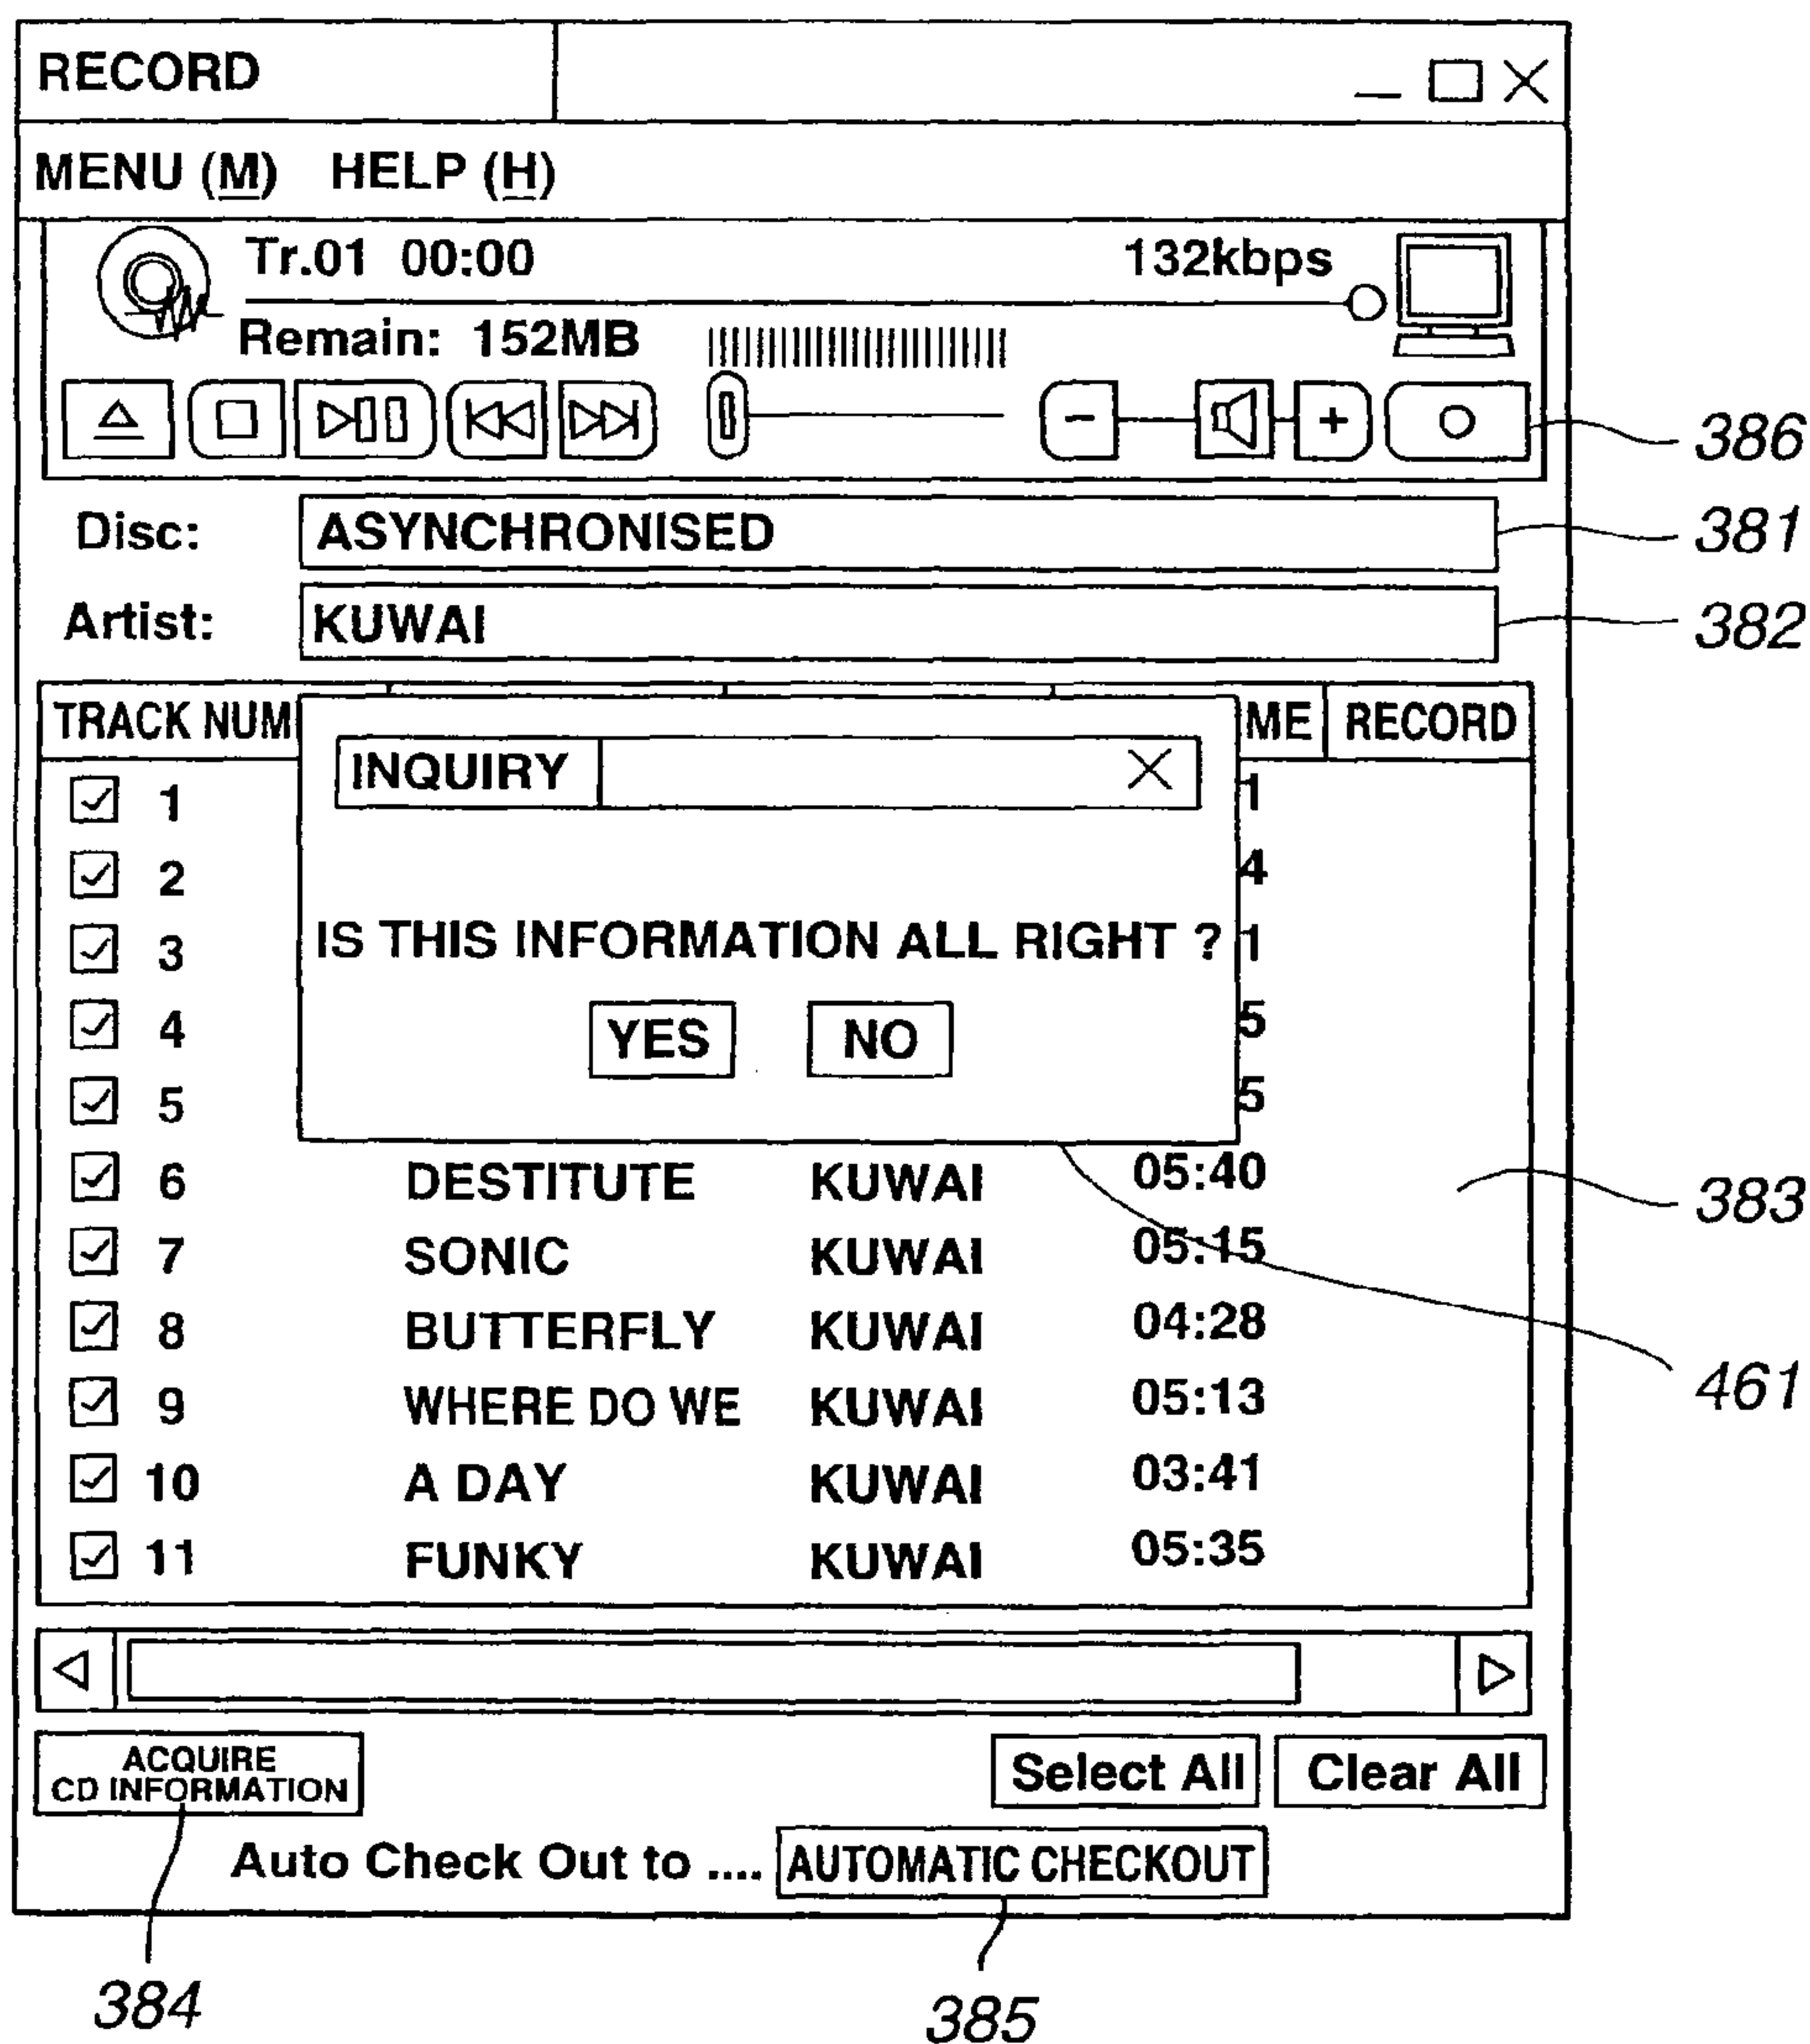 RECORD
MENU (M) HELP (H)
Tr.01 00:00 132kbps
Remain: 152MB
- +
386
Disc: ASYNCHRONISED
381
Artist: KUWAI
382
TRACK NUM ME RECORD
INQUIRY
1 1
2 4
IS THIS INFORMATION ALL RIGHT ?
3 1
YES NO
4 5
5 5
6 DESTITUTE KUWAI 05:40
383
7 SONIC KUWAI 05:15
8 BUTTERFLY KUWAI 04:28
461
9 WHERE DO WE KUWAI 05:13
10 A DAY KUWAI 03:41
11 FUNKY KUWAI 05:35
ACQUIRE
CD INFORMATION
Select All Clear All
Auto Check Out to .... AUTOMATIC CHECKOUT
384 385